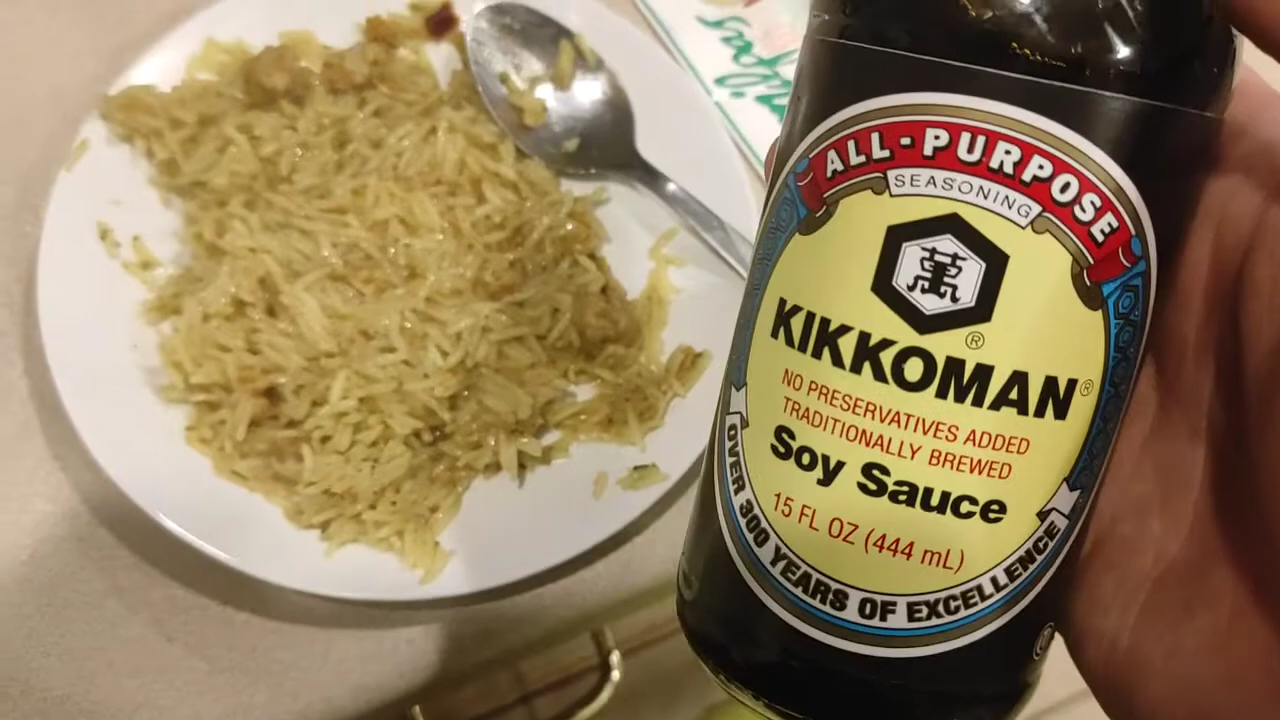 ALL-PURPOSE
SEASONING
萬
KIKKOMAN®
NO PRESERVATIVES ADDED
TRADITIONALLY BREWED
Soy Sauce
15 FL OZ (444 mL)
OVER 300 YEARS OF EXCELLENCE